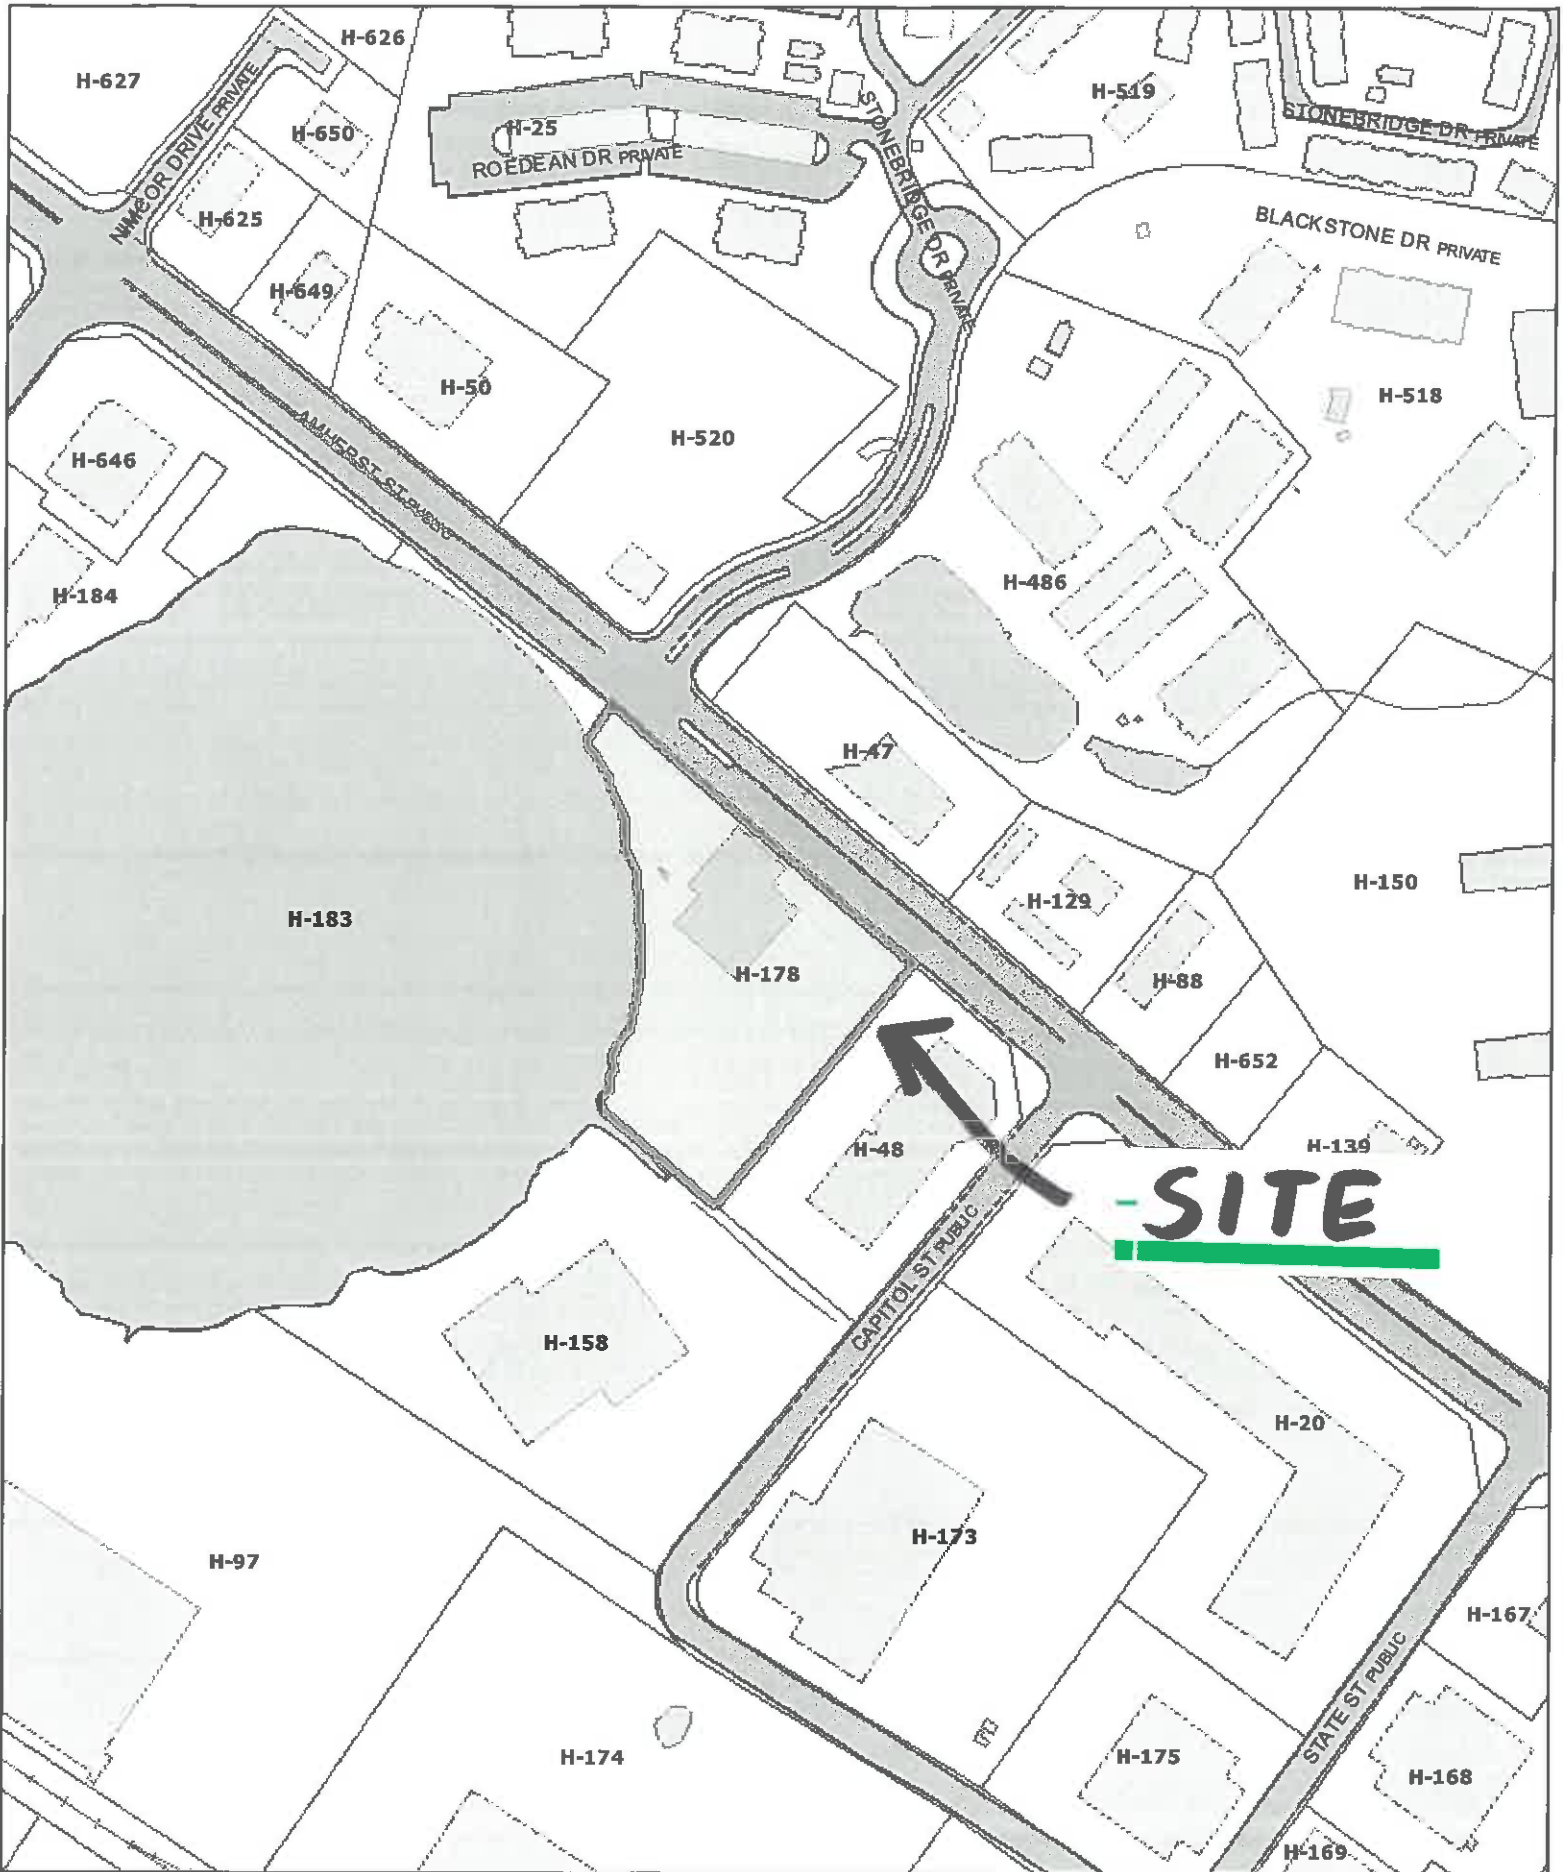 H-626
H-627
NIMCOR DRIVE PRIVATE
H-650
H-25
ROEDEAN DR PRIVATE
H-519
STONEBRIDGE DR PRIVATE
STONEBRIDGE DR PRIVATE
H-625
BLACKSTONE DR PRIVATE
H-649
H-50
H-518
H-520
AMHERST ST PUBLIC
H-646
H-486
H-184
H-47
H-150
H-129
H-183
H-178
H-88
H-652
H-48
H-139
-SITE
CAPITOL ST PUBLIC
H-158
H-20
H-173
H-97
H-167
STATE ST PUBLIC
H-174
H-175
H-168
H-169